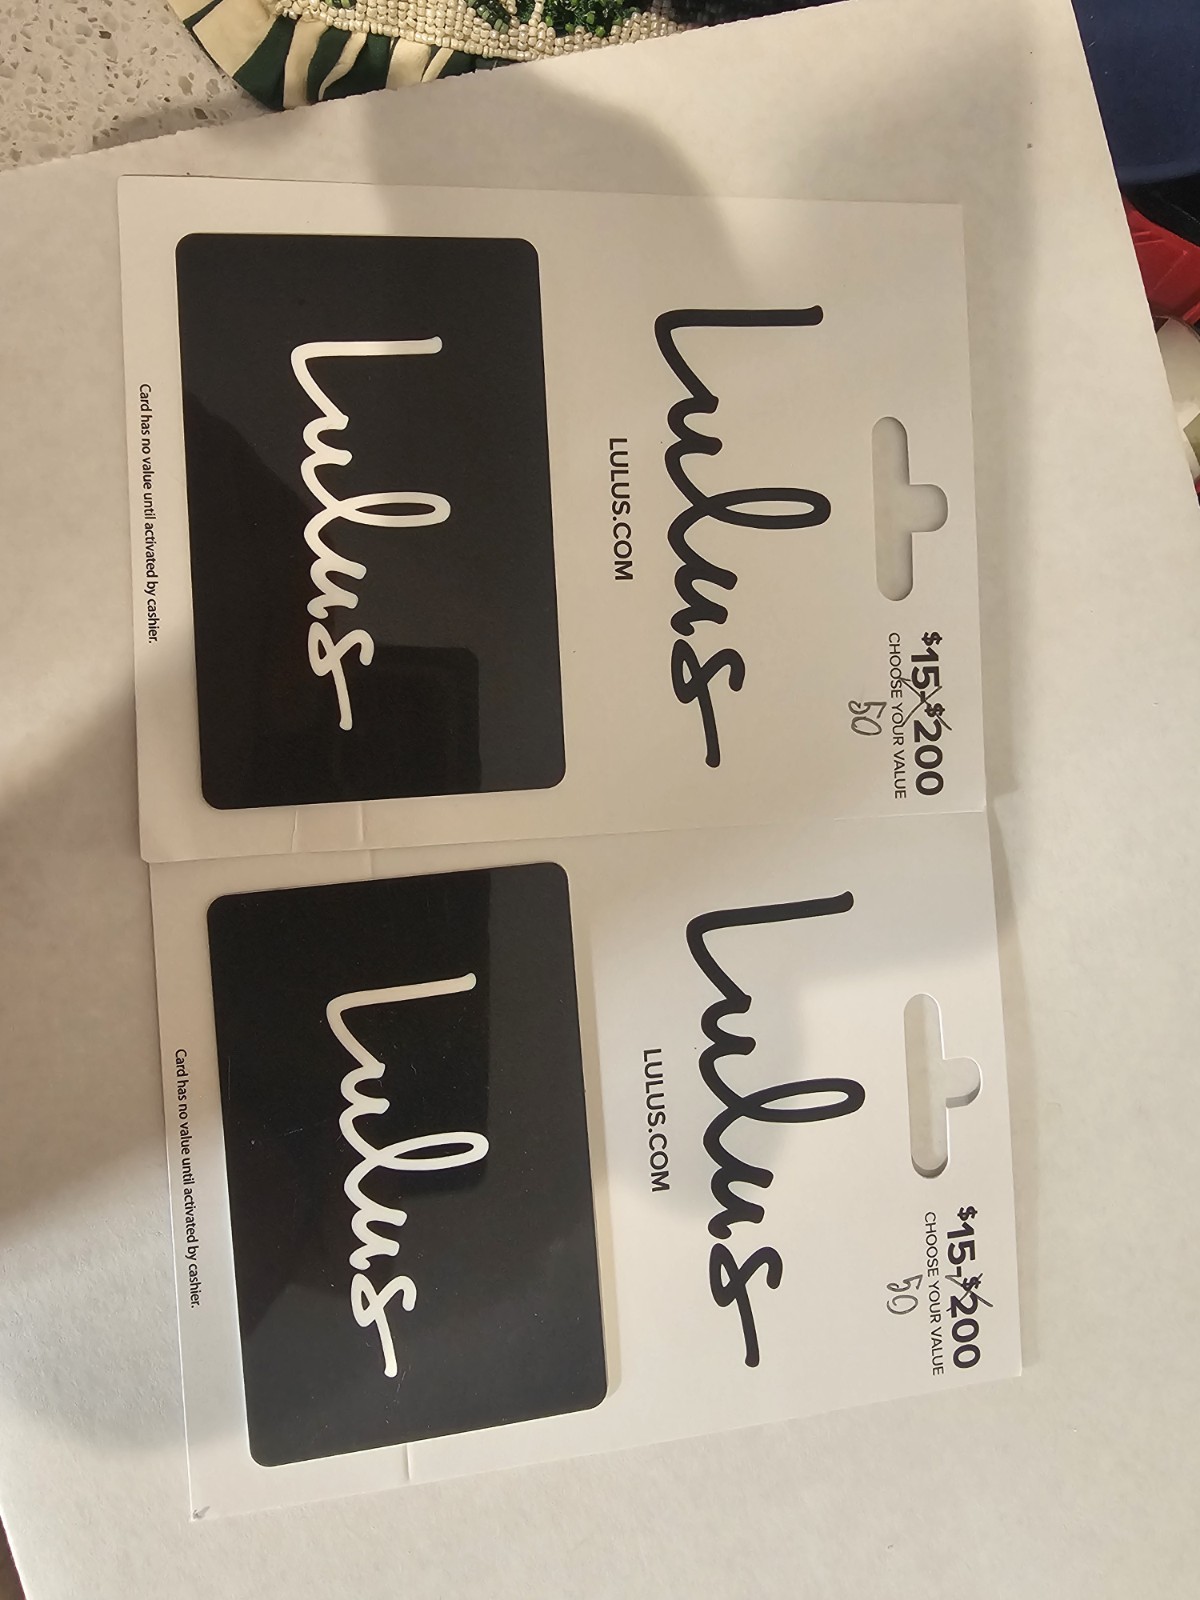 $15-$200
CHOOSE YOUR VALUE
50
Lulus
LULUS.COM
Lulus
Card has no value until activated by cashier.
$15-$200
CHOOSE YOUR VALUE
50
Lulus
LULUS.COM
Lulus
Card has no value until activated by cashier.